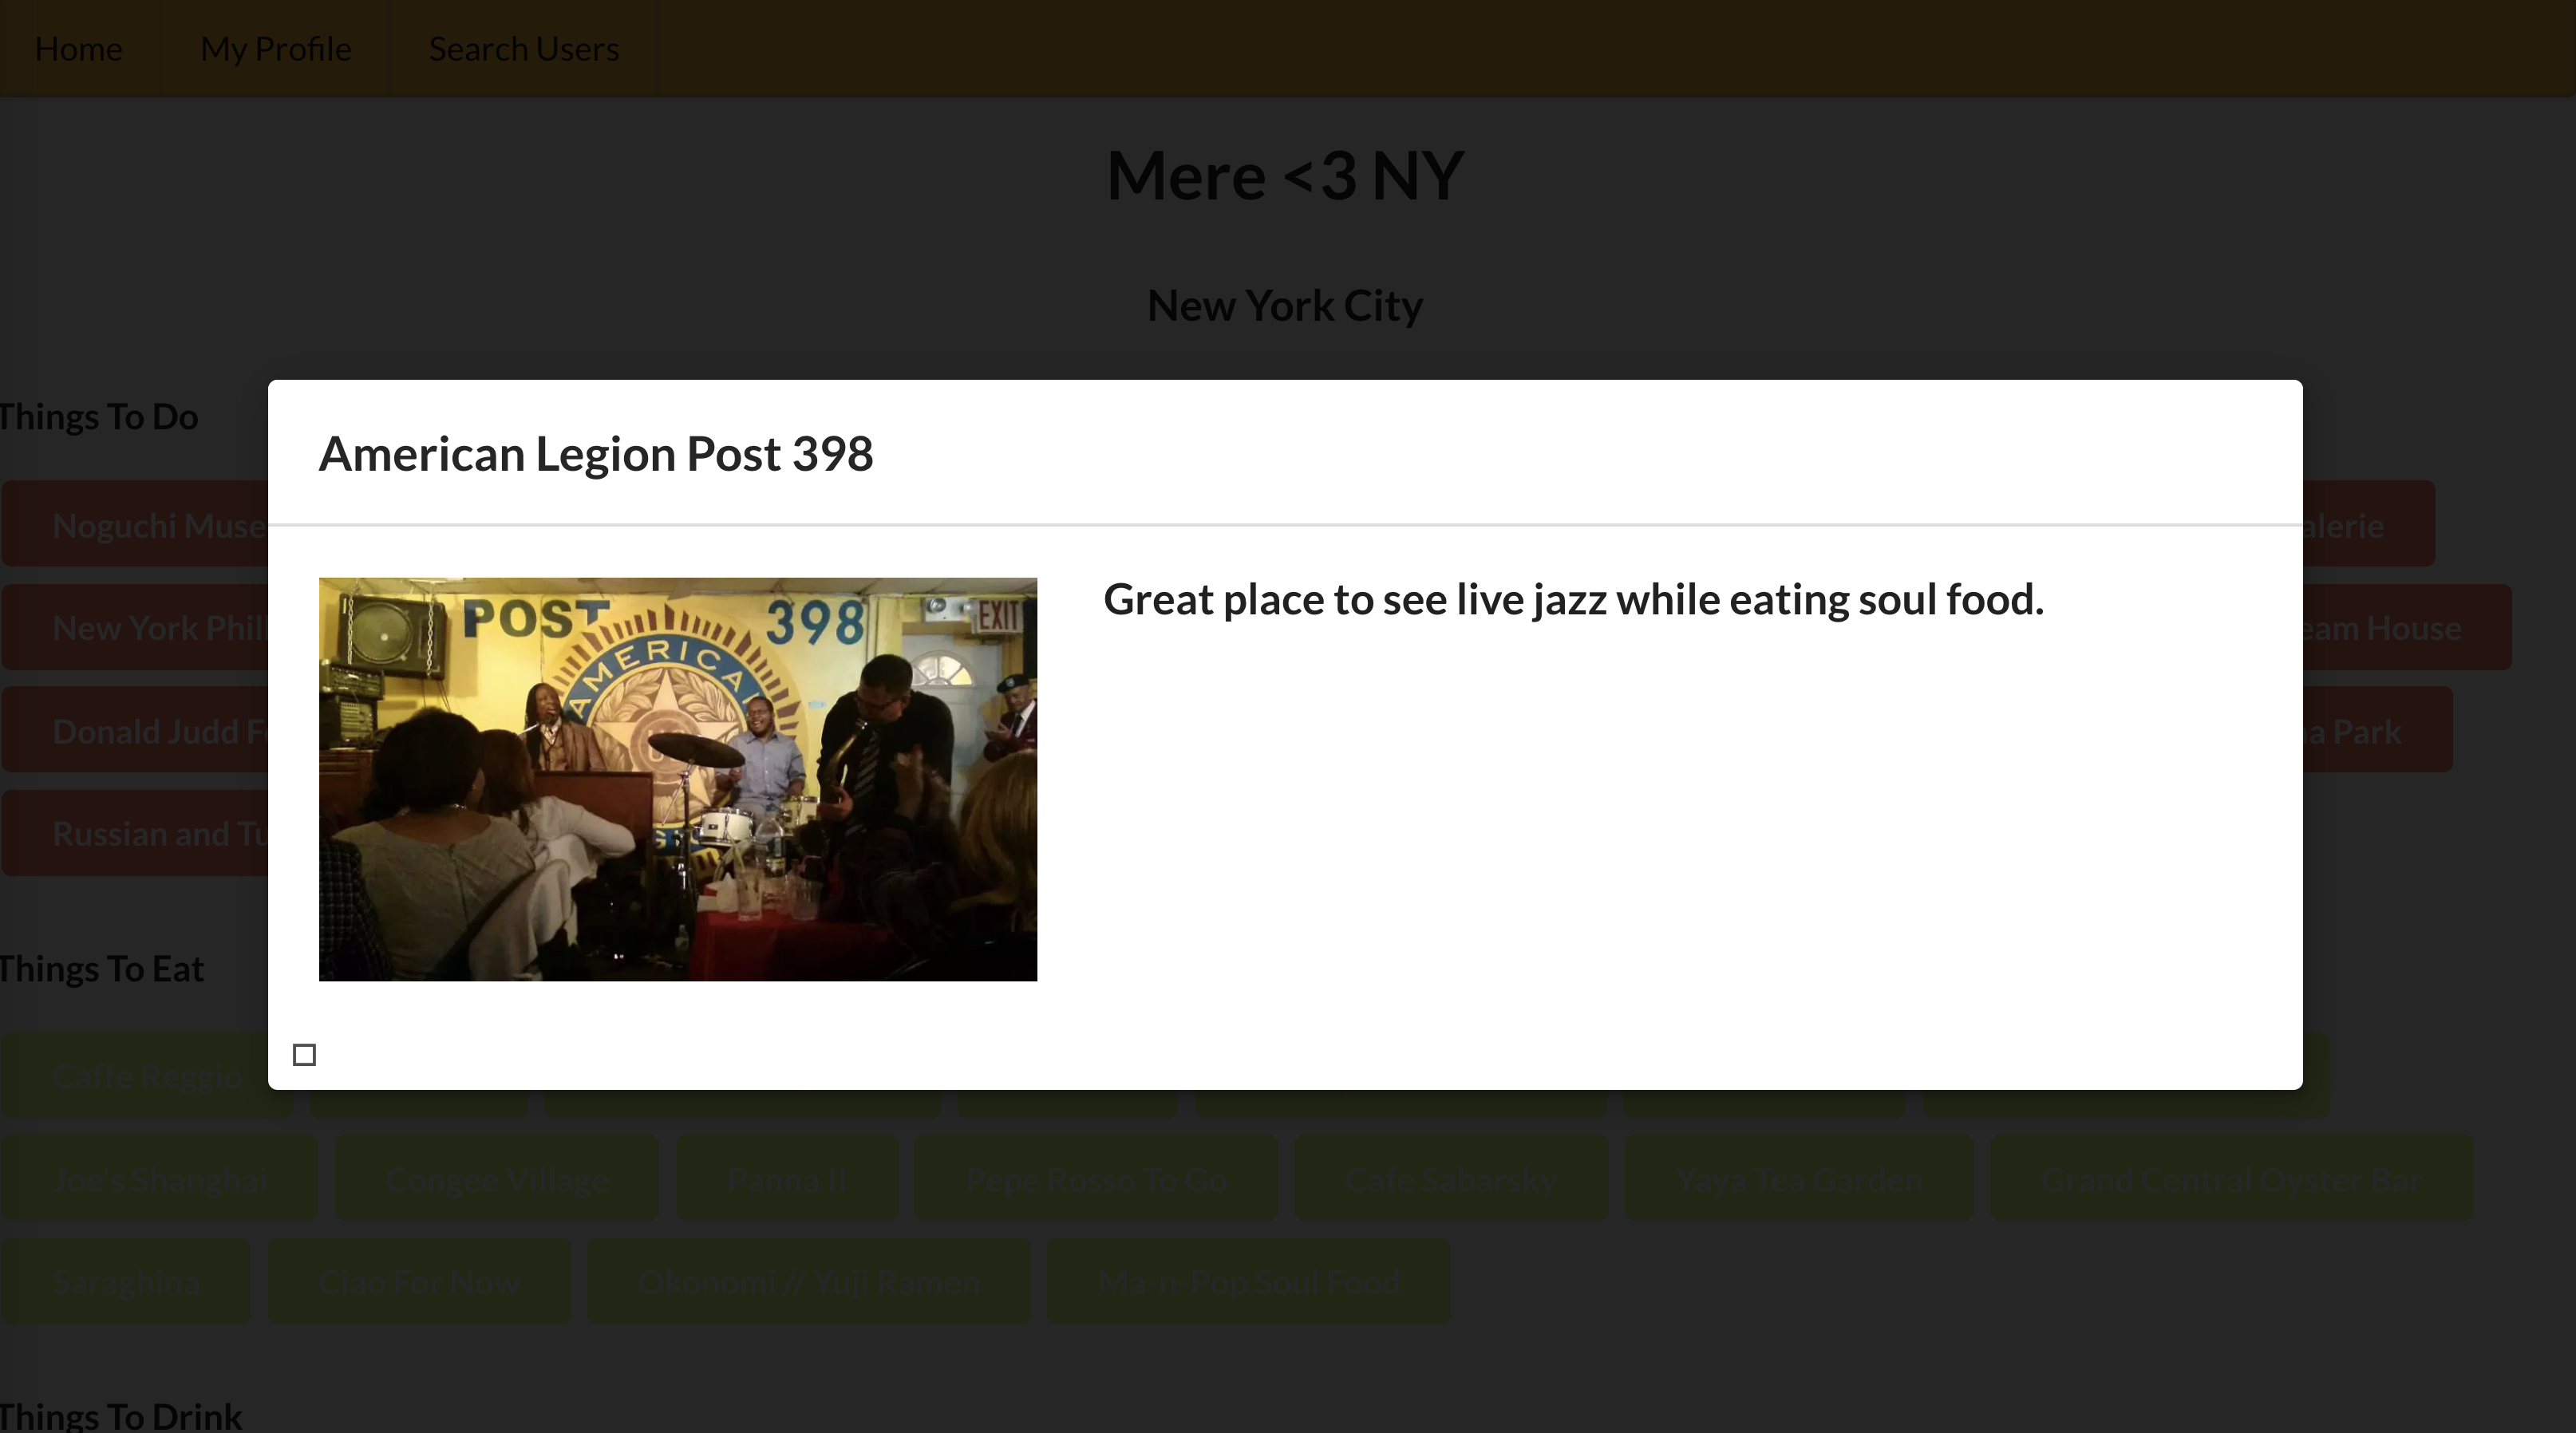 Home My Profile Search Users
Mere <3 NY
New York City
Things To Do
American Legion Post 398
Noguchi Muse
alerie
Great place to see live jazz while eating soul food.
POST 398
EXIT
AMERICA
New York Phil
eam House
Donald Judd F
na Park
Russian and Tu
Things To Eat
Caffe Reggio
Joe's Shanghai Congee Village Panna II Pepe Rosso To Go Cafe Sabarsky Yaya Tea Garden Grand Central Oyster Bar
Saraghina Ciao For Now Okonomi // Yuji Ramen Ma-n-Pop Soul Food
Things To Drink